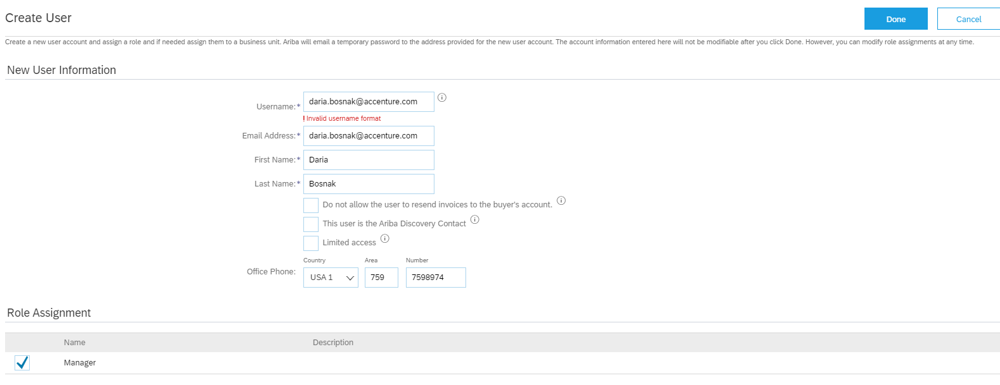 Create User
Done
Cancel
Create a new user account and assign a role and if needed assign them to a business unit. Ariba will email a temporary password to the address provided for the new user account. The account information entered here will not be modifiable after you click Done. However, you can modify role assignments at any time.
New User Information
Username:* daria.bosnak@accenture.com
! Invalid username format
Email Address:* daria.bosnak@accenture.com
First Name:* Daria
Last Name:* Bosnak
Do not allow the user to resend invoices to the buyer's account.
This user is the Ariba Discovery Contact
Limited access
Country Area Number
Office Phone: USA 1 759 7598974
Role Assignment
Name Description
Manager